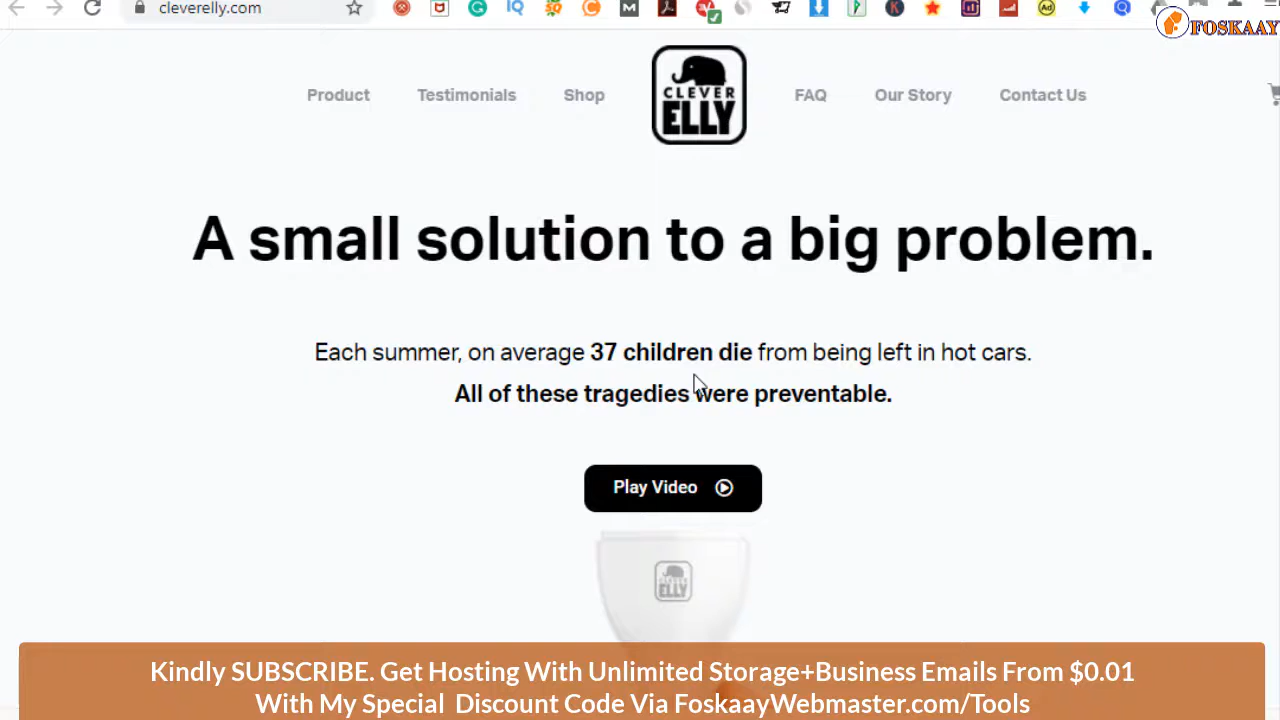 cleverelly.com
FOSKAAY
Product Testimonials Shop CLEVER ELLY FAQ Our Story Contact Us
A small solution to a big problem.
Each summer, on average 37 children die from being left in hot cars.
All of these tragedies were preventable.
Play Video
CLEVER
ELLY
Kindly SUBSCRIBE. Get Hosting With Unlimited Storage+Business Emails From $0.01
With My Special Discount Code Via FoskaayWebmaster.com/Tools